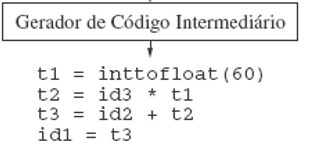 Gerador de Código Intermediário
t1 = inttofloat(60)
t2 = id3 * t1
t3 = id2 + t2
id1 = t3